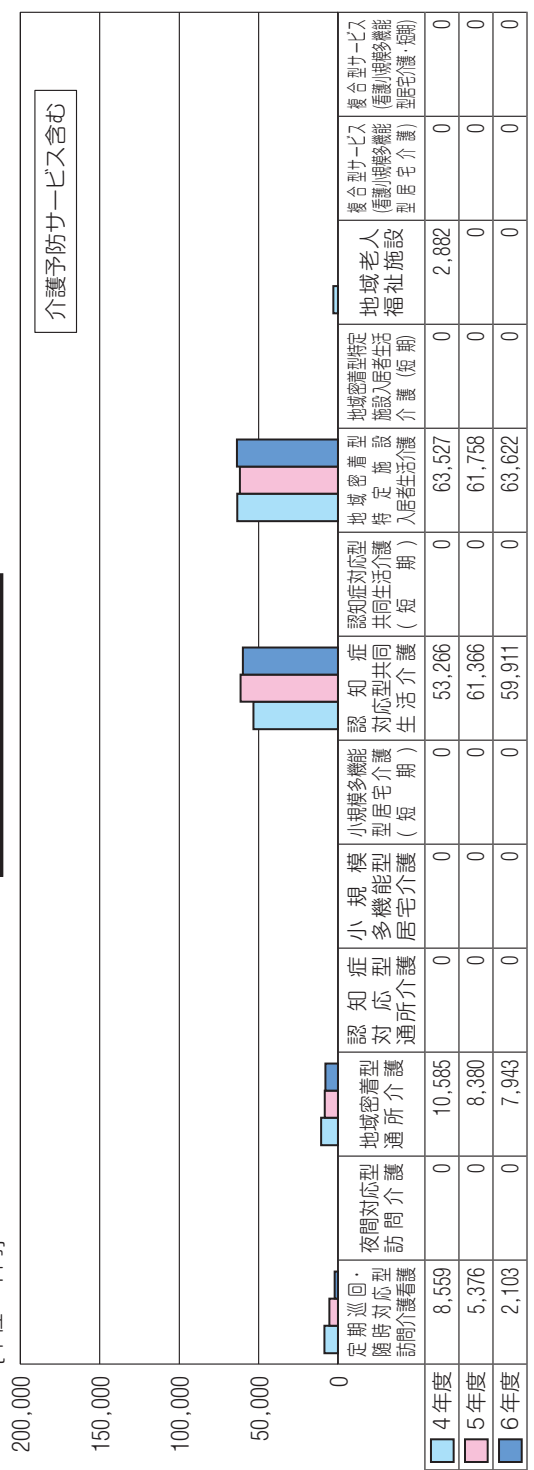 介護予防サービス含む
200,000
150,000
100,000
50,000
0
定期巡回・
随時対応型
訪問介護看護
夜間対応型
訪問介護
地域密着型
通所介護
認知症
対応型
通所介護
小規模
多機能型
居宅介護
小規模多機能
型居宅介護
(短期)
認知症
対応型共同
生活介護
認知症対応型
共同生活介護
(短期)
地域密着型
特定施設
入居者生活介護
地域密着型特定
施設入居者生活
介護(短期)
地域老人
福祉施設
複合型サービス
(看護小規模多機能
型居宅介護)
複合型サービス
(看護小規模多機能
型居宅介護・短期)
4年度 8,559 0 10,585 0 0 0 53,266 0 63,527 0 2,882 0 0
5年度 5,376 0 8,380 0 0 0 61,366 0 61,758 0 0 0 0
6年度 2,103 0 7,943 0 0 0 59,911 0 63,622 0 0 0 0